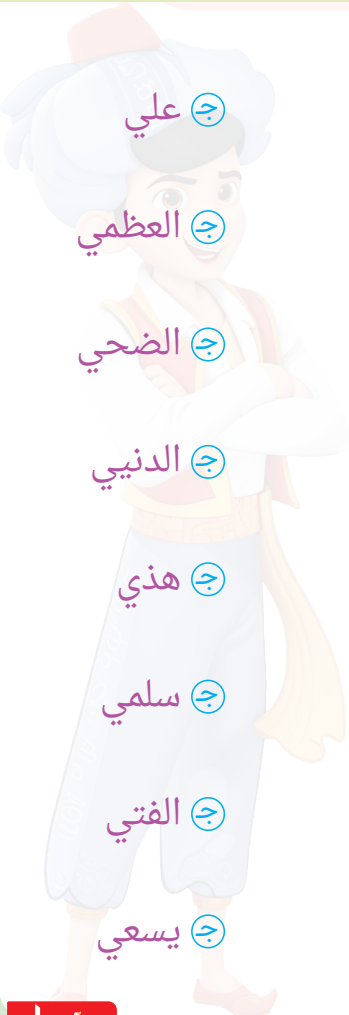 ج علي
ج العظمي
ج الضحي
ج الدنيي
ج هذي
ج سلمي
ج الفتي
ج يسعي